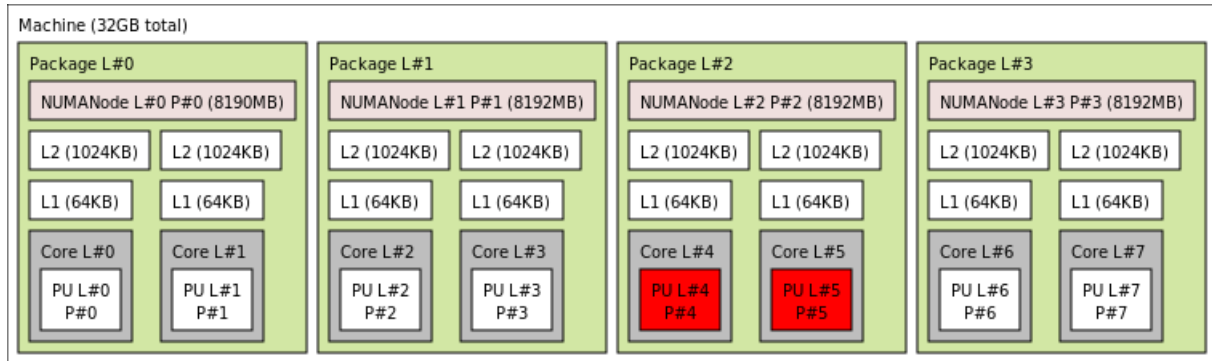 Machine (32GB total)
Package L#0
NUMANode L#0 P#0 (8190MB)
L2 (1024KB) L2 (1024KB)
L1 (64KB) L1 (64KB)
Core L#0 Core L#1
PU L#0 PU L#1
P#0 P#1
Package L#1
NUMANode L#1 P#1 (8192MB)
L2 (1024KB) L2 (1024KB)
L1 (64KB) L1 (64KB)
Core L#2 Core L#3
PU L#2 PU L#3
P#2 P#3
Package L#2
NUMANode L#2 P#2 (8192MB)
L2 (1024KB) L2 (1024KB)
L1 (64KB) L1 (64KB)
Core L#4 Core L#5
PU L#4 PU L#5
P#4 P#5
Package L#3
NUMANode L#3 P#3 (8192MB)
L2 (1024KB) L2 (1024KB)
L1 (64KB) L1 (64KB)
Core L#6 Core L#7
PU L#6 PU L#7
P#6 P#7